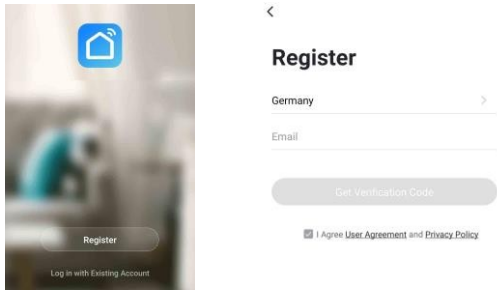 Register
Log in with Existing Account
Register
Germany
Email
Get Verification Code
I Agree User Agreement and Privacy Policy